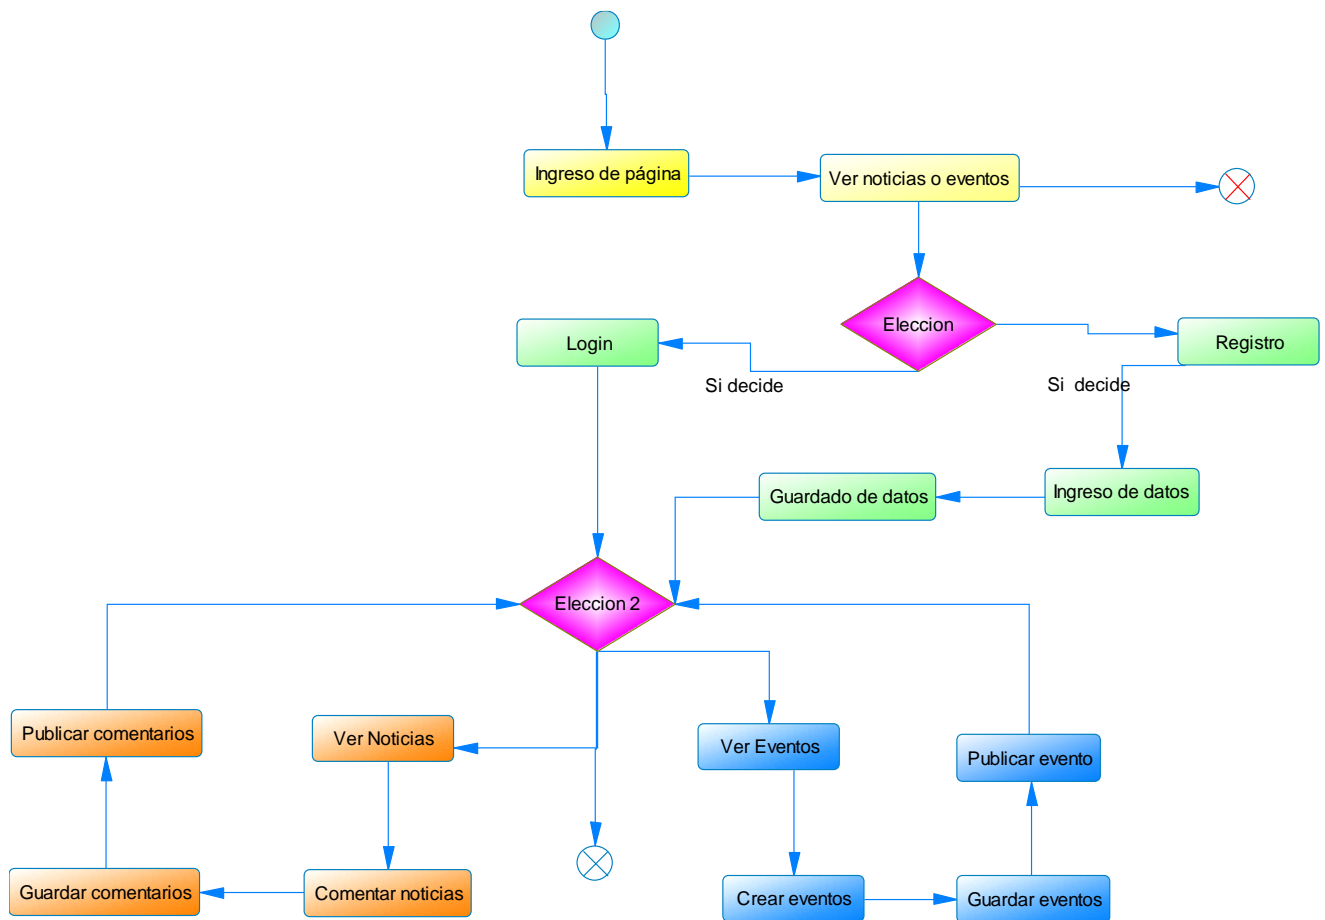 Ingreso de página
Ver noticias o eventos
Eleccion
Login
Registro
Si decide
Si  decide
Guardado de datos
Ingreso de datos
Eleccion 2
Publicar comentarios
Ver Noticias
Ver Eventos
Publicar evento
Guardar comentarios
Comentar noticias
Crear eventos
Guardar eventos